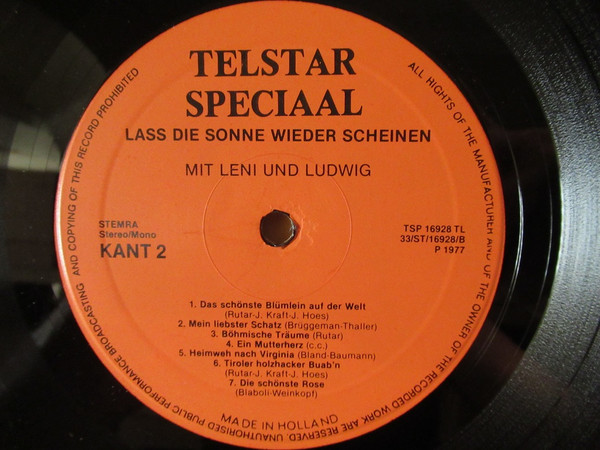 TELSTAR
SPECIAAL
LASS DIE SONNE WIEDER SCHEINEN
MIT LENI UND LUDWIG
STEMRA
Stereo/Mono
KANT 2
TSP 16928 TL
33/ST/16928/B
P 1977
1. Das schönste Blümlein auf der Welt
(Rutar-J. Kraft-J. Hoes)
2. Mein liebster Schatz (Brüggeman-Thaller)
3. Böhmische Träume (Rutar)
4. Ein Mutterherz (c.c.)
5. Heimweh nach Virginia (Bland-Baumann)
6. Tiroler holzhacker Buab'n
(Rutar-J. Kraft-J. Hoes)
7. Die schönste Rose
(Blaboli-Weinkopf)
MADE IN HOLLAND
ALL RIGHTS OF THE MANUFACTURER AND OF THE OWNER OF THE RECORDED WORK ARE RESERVED. UNAUTHORISED PUBLIC PERFORMANCE BROADCASTING AND COPYING OF THIS RECORD PROHIBITED